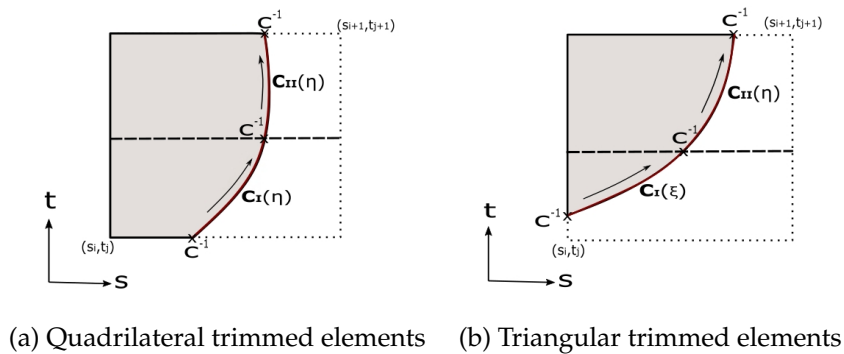 C⁻¹
(sᵢ₊₁,tⱼ₊₁)
C_II(η)
C⁻¹
C_I(η)
t
(sᵢ,tⱼ)
C⁻¹
s
(a) Quadrilateral trimmed elements
C⁻¹
(sᵢ₊₁,tⱼ₊₁)
C_II(η)
C⁻¹
C_I(ξ)
C⁻¹
t
(sᵢ,tⱼ)
s
(b) Triangular trimmed elements